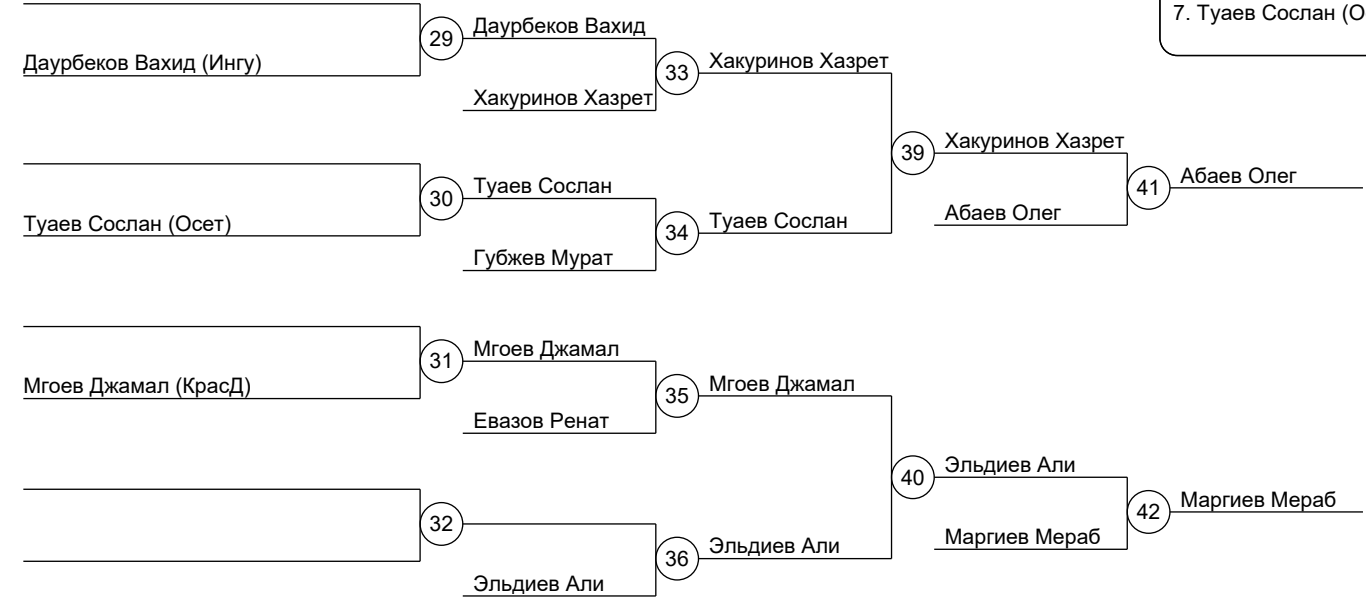 7. Туаев Сослан (О
29
Даурбеков Вахид
Даурбеков Вахид (Ингу)
33
Хакуринов Хазрет
Хакуринов Хазрет
39
Хакуринов Хазрет
30
Туаев Сослан
41
Абаев Олег
Туаев Сослан (Осет)
34
Туаев Сослан
Абаев Олег
Губжев Мурат
31
Мгоев Джамал
Мгоев Джамал (КрасД)
35
Мгоев Джамал
Евазов Ренат
40
Эльдиев Али
32
42
Маргиев Мераб
36
Эльдиев Али
Маргиев Мераб
Эльдиев Али